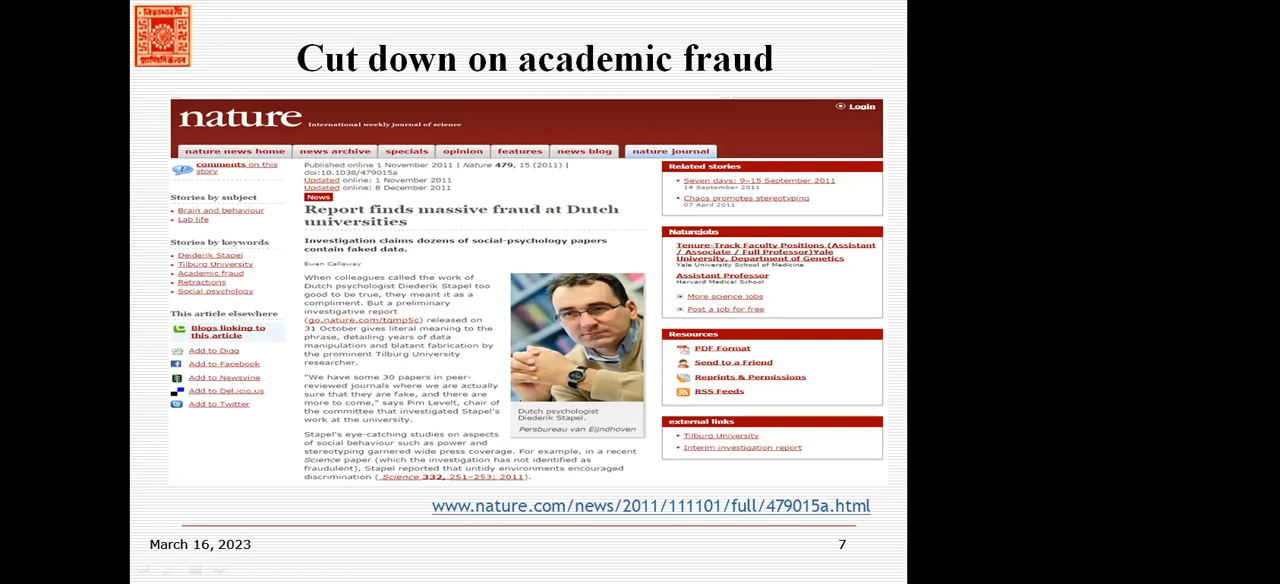 Cut down on academic fraud
Login
nature International weekly journal of science
nature news home news archive specials opinion features news blog nature journal
comments on this
story
Stories by subject
Brain and behaviour
Lab life
Stories by keywords
Deiderik Stapel
Tilburg University
Academic fraud
Retractions
Social psychology
This article elsewhere
Blogs linking to
this article
Add to Digg
Add to Facebook
Add to Newsvine
Add to Del.icio.us
Add to Twitter
Published online 1 November 2011 | Nature 479, 15 (2011) |
doi:10.1038/479015a
Updated online: 1 November 2011
Updated online: 8 December 2011
News
Report finds massive fraud at Dutch
universities
Investigation claims dozens of social-psychology papers
contain faked data.
Ewen Callaway
When colleagues called the work of
Dutch psychologist Diederik Stapel too
good to be true, they meant it as a
compliment. But a preliminary
investigative report
(go.nature.com/tqmp5c) released on
31 October gives literal meaning to the
phrase, detailing years of data
manipulation and blatant fabrication by
the prominent Tilburg University
researcher.
"We have some 30 papers in peer-
reviewed journals where we are actually
sure that they are fake, and there are
more to come," says Pim Levelt, chair of
the committee that investigated Stapel's
work at the university.
Stapel's eye-catching studies on aspects
of social behaviour such as power and
stereotyping garnered wide press coverage. For example, in a recent
Science paper (which the investigation has not identified as
fraudulent), Stapel reported that untidy environments encouraged
discrimination ( Science 332, 251-253; 2011).
Dutch psychologist
Diederik Stapel.
Persbureau van Eijndhoven
Related stories
Seven days: 9–15 September 2011
14 September 2011
Chaos promotes stereotyping
07 April 2011
Naturejobs
Tenure-Track Faculty Positions (Assistant
/ Associate / Full Professor)Yale
University, Department of Genetics
Yale University School of Medicine
Assistant Professor
Harvard Medical School
More science jobs
Post a job for free
Resources
PDF Format
Send to a Friend
Reprints & Permissions
RSS Feeds
external links
Tilburg University
Interim investigation report
www.nature.com/news/2011/111101/full/479015a.html
March 16, 2023
7